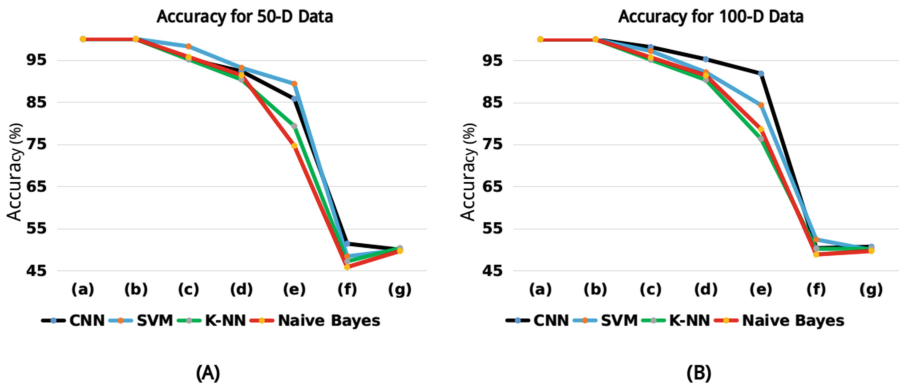 Accuracy for 50-D Data
Accuracy (%)
95
85
75
65
55
45
(a) (b) (c) (d) (e) (f) (g)
CNN SVM K-NN Naive Bayes
(A)
Accuracy for 100-D Data
Accuracy (%)
95
85
75
65
55
45
(a) (b) (c) (d) (e) (f) (g)
CNN SVM K-NN Naive Bayes
(B)